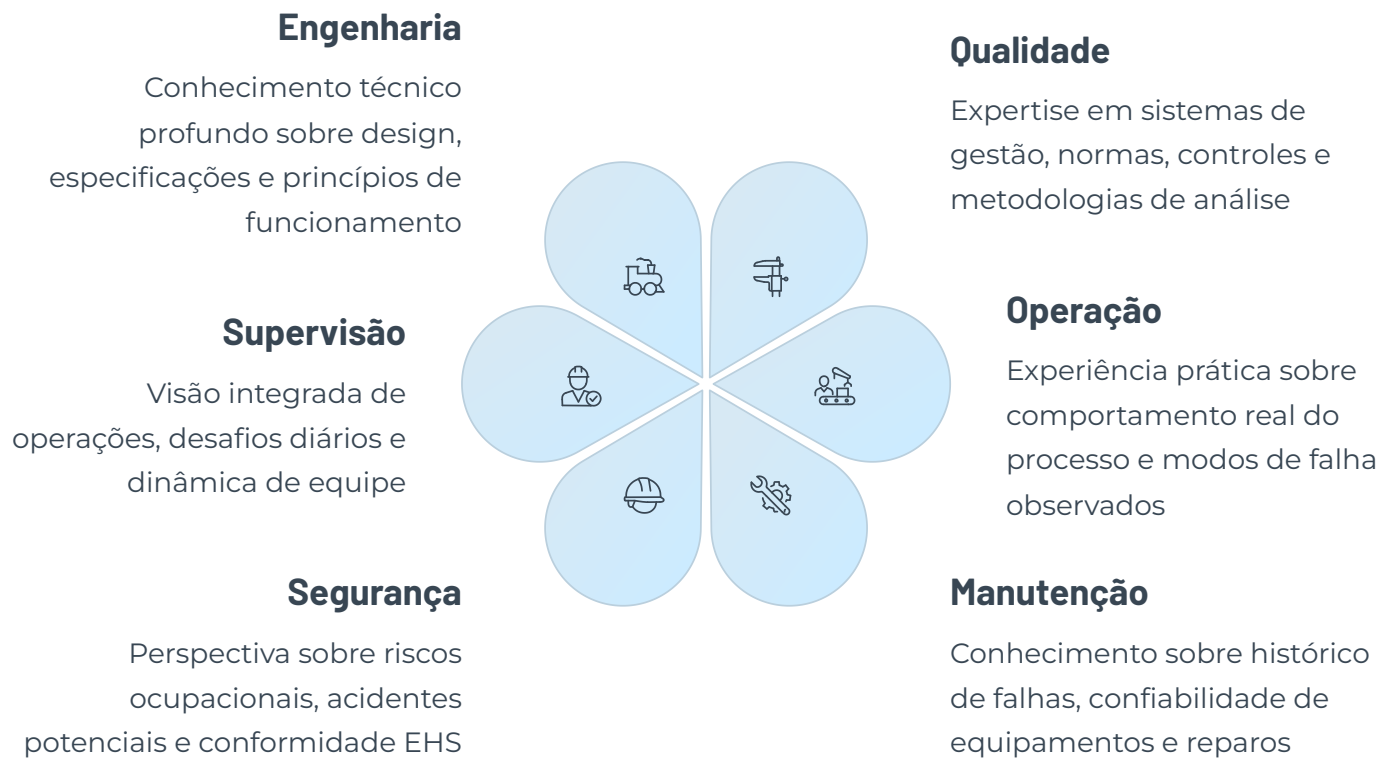 Engenharia
Conhecimento técnico
profundo sobre design,
especificações e princípios de
funcionamento
Qualidade
Expertise em sistemas de
gestão, normas, controles e
metodologias de análise
Supervisão
Visão integrada de
operações, desafios diários e
dinâmica de equipe
Operação
Experiência prática sobre
comportamento real do
processo e modos de falha
observados
Segurança
Perspectiva sobre riscos
ocupacionais, acidentes
potenciais e conformidade EHS
Manutenção
Conhecimento sobre histórico
de falhas, confiabilidade de
equipamentos e reparos